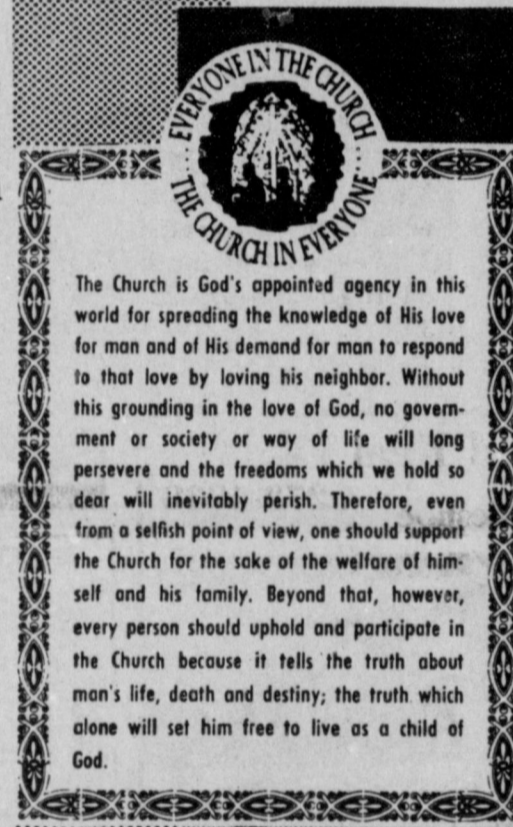 EVERYONE IN THE CHURCH
THE CHURCH IN EVERYONE
The Church is God's appointed agency in this
world for spreading the knowledge of His love
for man and of His demand for man to respond
to that love by loving his neighbor. Without
this grounding in the love of God, no govern-
ment or society or way of life will long
persevere and the freedoms which we hold so
dear will inevitably perish. Therefore, even
from a selfish point of view, one should support
the Church for the sake of the welfare of him-
self and his family. Beyond that, however,
every person should uphold and participate in
the Church because it tells the truth about
man's life, death and destiny; the truth which
alone will set him free to live as a child of
God.